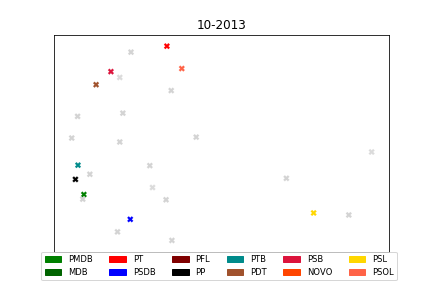 10-2013
PMDB PT PFL PTB PSB PSL
MDB PSDB PP PDT NOVO PSOL